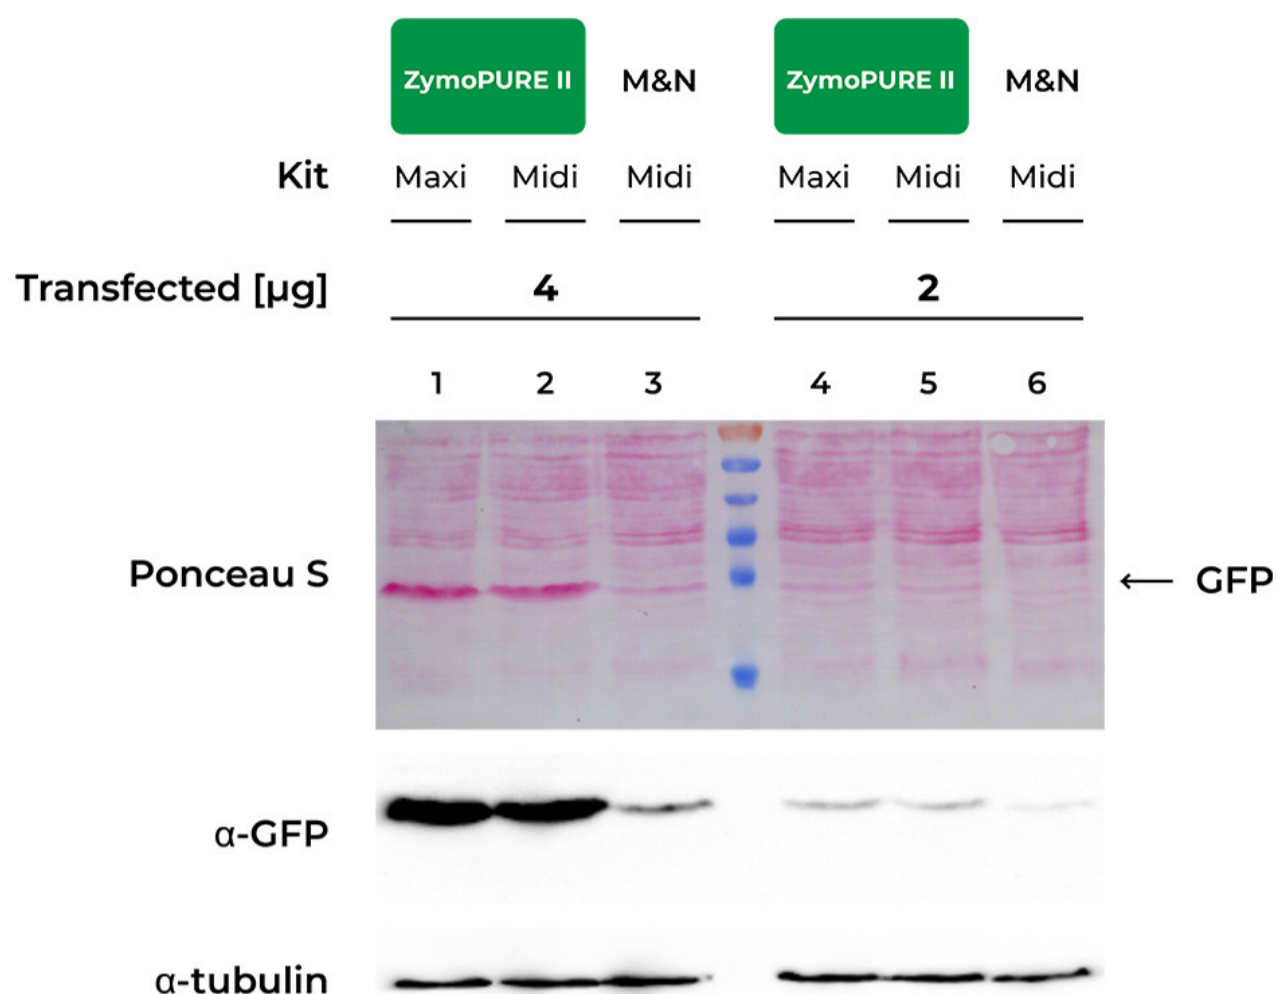 ZymoPURE II M&N ZymoPURE II M&N
Kit Maxi Midi Midi Maxi Midi Midi
Transfected [µg] 4 2
1 2 3 4 5 6
Ponceau S ← GFP
α-GFP
α-tubulin